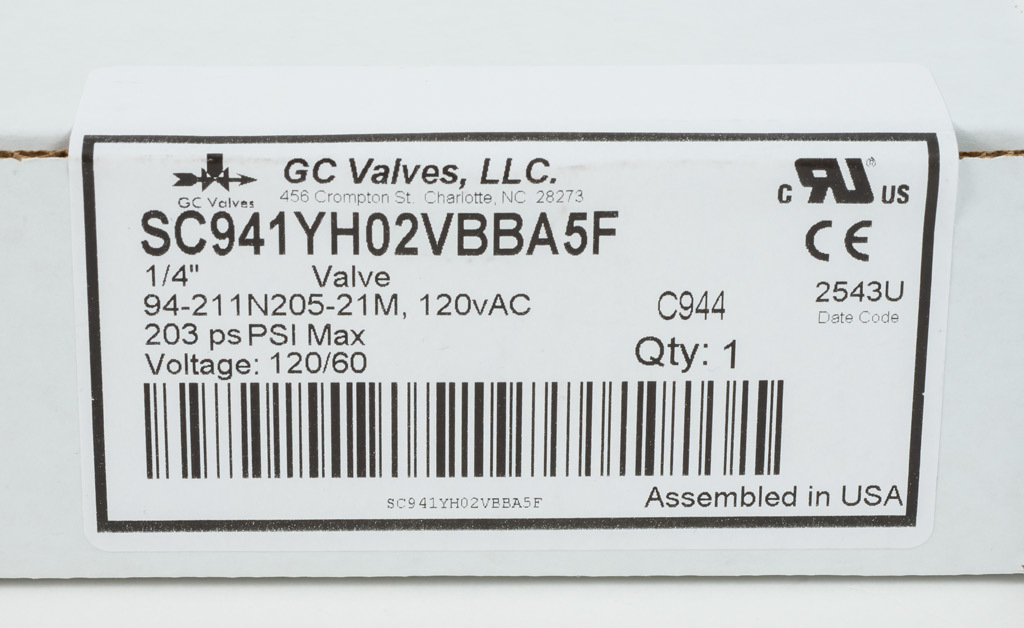 GC Valves, LLC.
GC Valves
456 Crompton St. Charlotte, NC 28273
SC941YH02VBBA5F
1/4" Valve
94-211N205-21M, 120vAC
203 ps PSI Max
Voltage: 120/60
C944
Qty: 1
C RU ® US
CE
2543U
Date Code
SC941YH02VBBA5F
Assembled in USA